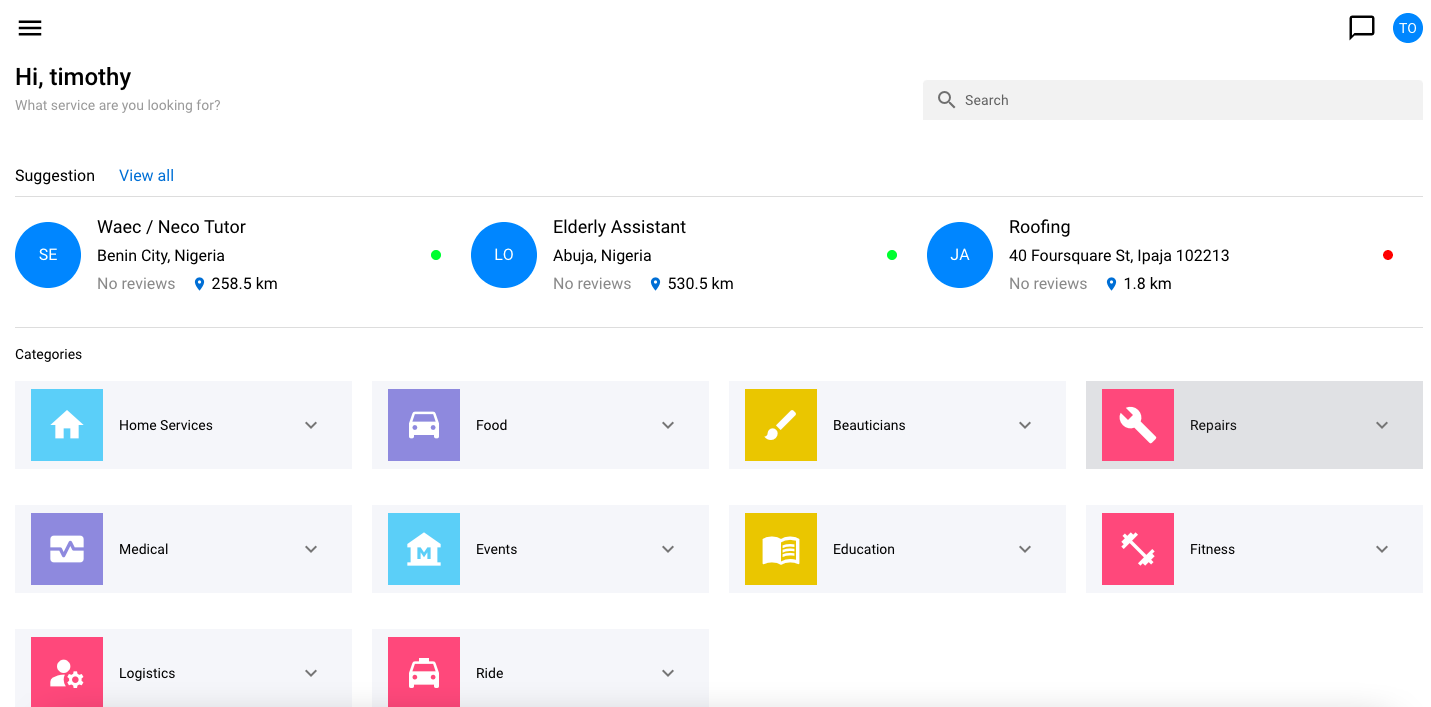 TO
Hi, timothy
What service are you looking for?
Search
Suggestion View all
SE
Waec / Neco Tutor
Benin City, Nigeria
No reviews 258.5 km
LO
Elderly Assistant
Abuja, Nigeria
No reviews 530.5 km
JA
Roofing
40 Foursquare St, Ipaja 102213
No reviews 1.8 km
Categories
Home Services
Food
Beauticians
Repairs
Medical
M
Events
Education
Fitness
Logistics
Ride